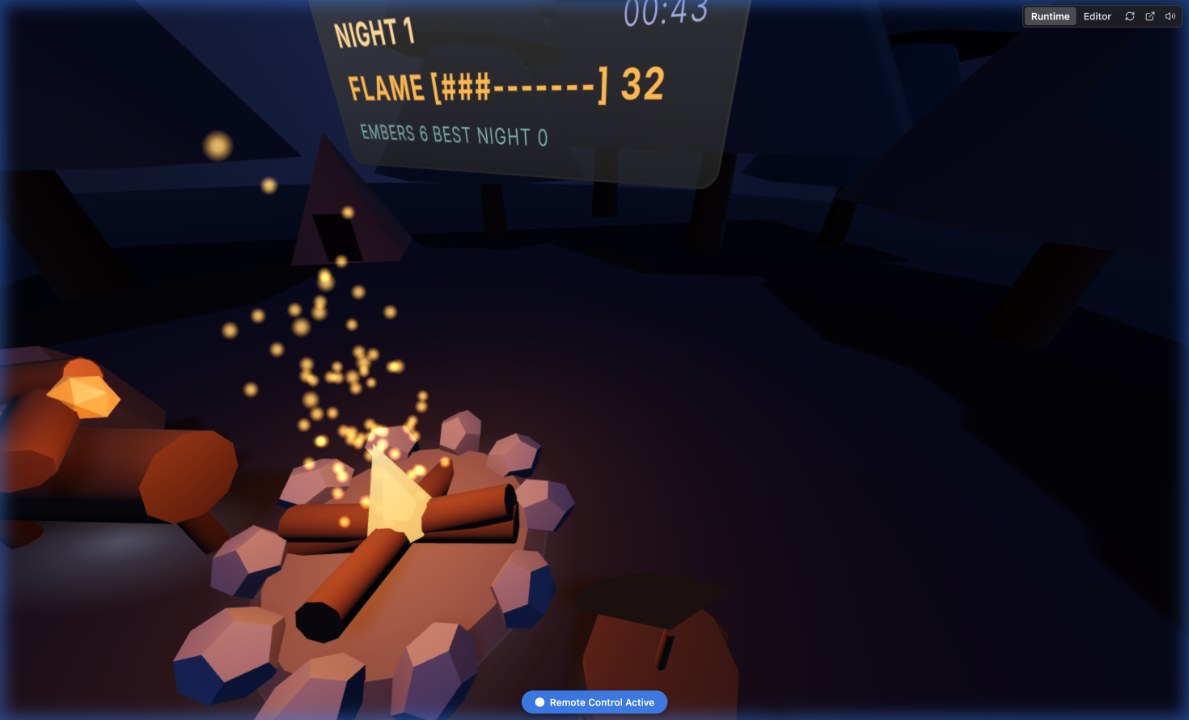 Runtime Editor
00:43
NIGHT 1
FLAME [###-------] 32
EMBERS 6 BEST NIGHT 0
Remote Control Active